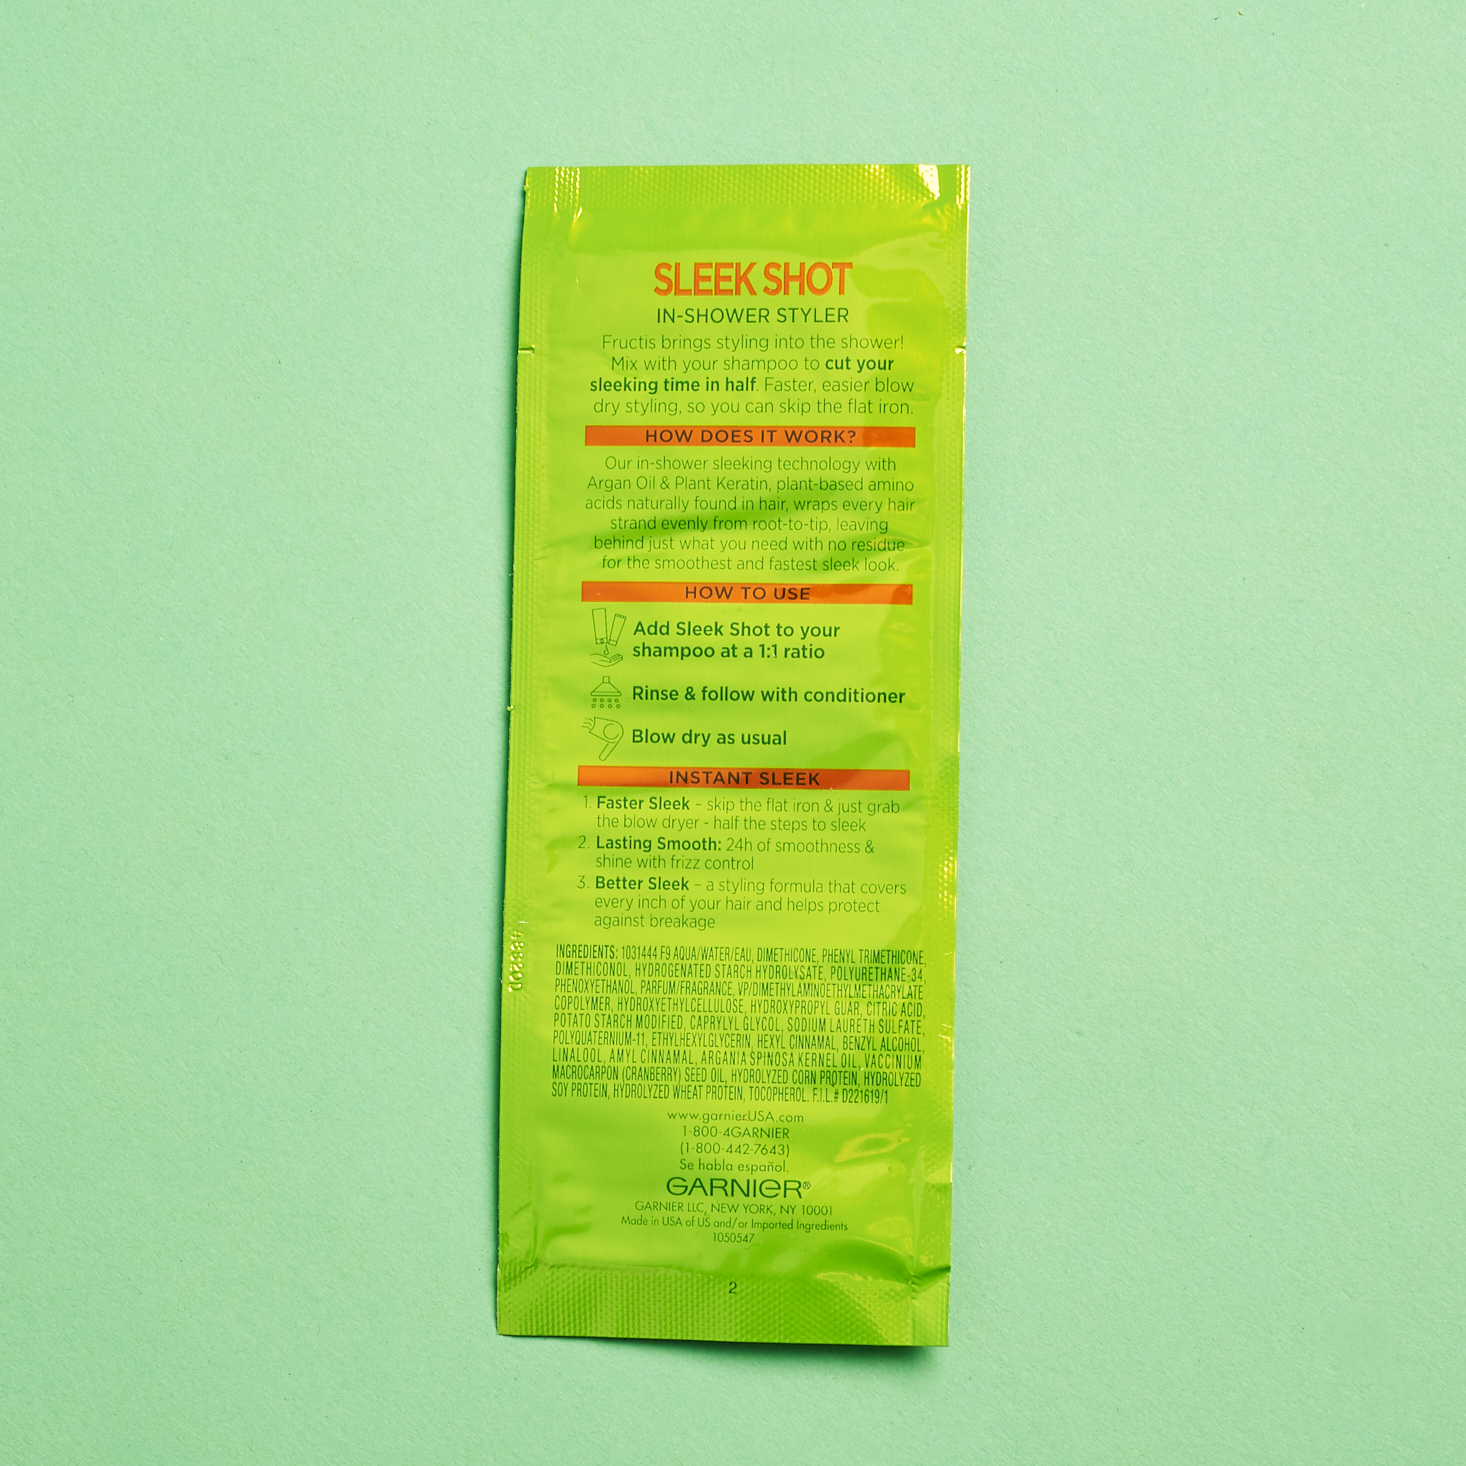 SLEEK SHOT
IN-SHOWER STYLER
Fructis brings styling into the shower!
Mix with your shampoo to cut your
sleeking time in half. Faster, easier blow
dry styling, so you can skip the flat iron.
HOW DOES IT WORK?
Our in-shower sleeking technology with
Argan Oil & Plant Keratin, plant-based amino
acids naturally found in hair, wraps every hair
strand evenly from root-to-tip, leaving
behind just what you need with no residue
for the smoothest and fastest sleek look.
HOW TO USE
Add Sleek Shot to your
shampoo at a 1:1 ratio
Rinse & follow with conditioner
Blow dry as usual
INSTANT SLEEK
1. Faster Sleek – skip the flat iron & just grab
the blow dryer - half the steps to sleek
2. Lasting Smooth: 24h of smoothness &
shine with frizz control
3. Better Sleek – a styling formula that covers
every inch of your hair and helps protect
against breakage
INGREDIENTS: 1031444 F9 AQUA/WATER/EAU, DIMETHICONE, PHENYL TRIMETHICONE,
DIMETHICONOL, HYDROGENATED STARCH HYDROLYSATE, POLYURETHANE-34,
PHENOXYETHANOL, PARFUM/FRAGRANCE, VP/DIMETHYLAMINOETHYLMETHACRYLATE
COPOLYMER, HYDROXYETHYLCELLULOSE, HYDROXYPROPYL GUAR, CITRIC ACID,
POTATO STARCH MODIFIED, CAPRYLYL GLYCOL, SODIUM LAURETH SULFATE,
POLYQUATERNIUM-11, ETHYLHEXYLGLYCERIN, HEXYL CINNAMAL, BENZYL ALCOHOL,
LINALOOL, AMYL CINNAMAL, ARGANIA SPINOSA KERNEL OIL, VACCINIUM
MACROCARPON (CRANBERRY) SEED OIL, HYDROLYZED CORN PROTEIN, HYDROLYZED
SOY PROTEIN, HYDROLYZED WHEAT PROTEIN, TOCOPHEROL. F.I.L.# D221619/1
www.garnierUSA.com
1-800-4GARNIER
(1-800-442-7643)
Se habla español.
GARNIER®
GARNIER LLC, NEW YORK, NY 10001
Made in USA of US and/or Imported Ingredients
1050547
2